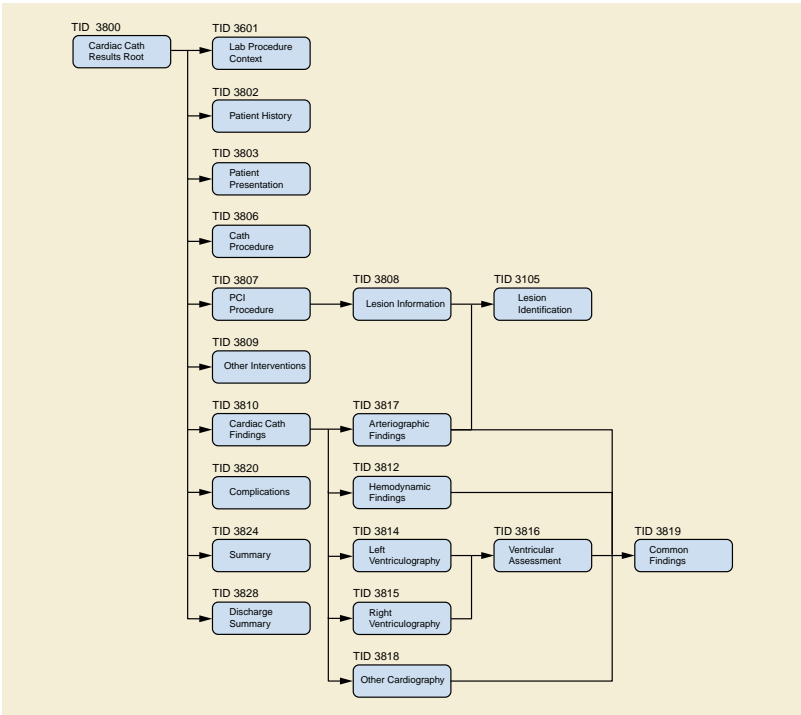 TID 3800
Cardiac Cath
Results Root
TID 3601
Lab Procedure
Context
TID 3802
Patient History
TID 3803
Patient
Presentation
TID 3806
Cath
Procedure
TID 3807
PCI
Procedure
TID 3808
Lesion Information
TID 3105
Lesion
Identification
TID 3809
Other Interventions
TID 3810
Cardiac Cath
Findings
TID 3817
Arteriographic
Findings
TID 3820
Complications
TID 3812
Hemodynamic
Findings
TID 3824
Summary
TID 3814
Left
Ventriculography
TID 3816
Ventricular
Assessment
TID 3819
Common
Findings
TID 3828
Discharge
Summary
TID 3815
Right
Ventriculography
TID 3818
Other Cardiography